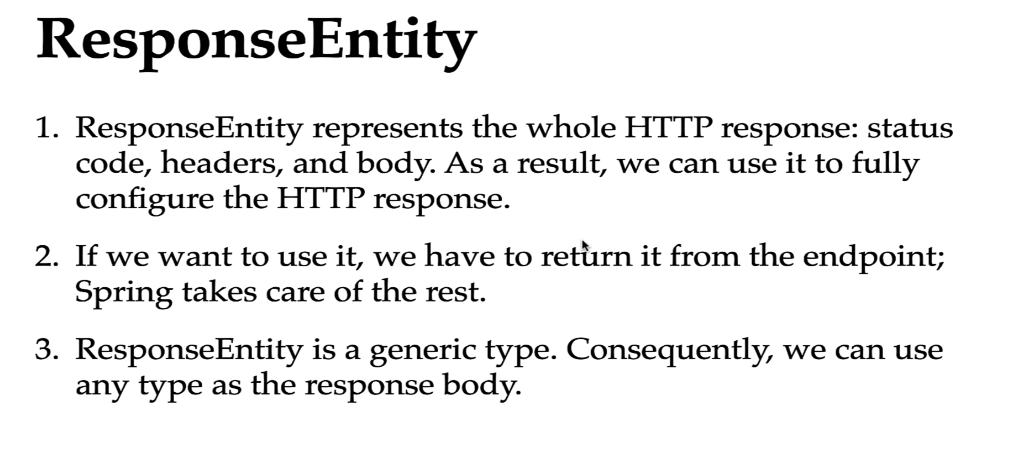 ResponseEntity
1. ResponseEntity represents the whole HTTP response: status
code, headers, and body. As a result, we can use it to fully
configure the HTTP response.
2. If we want to use it, we have to return it from the endpoint;
Spring takes care of the rest.
3. ResponseEntity is a generic type. Consequently, we can use
any type as the response body.